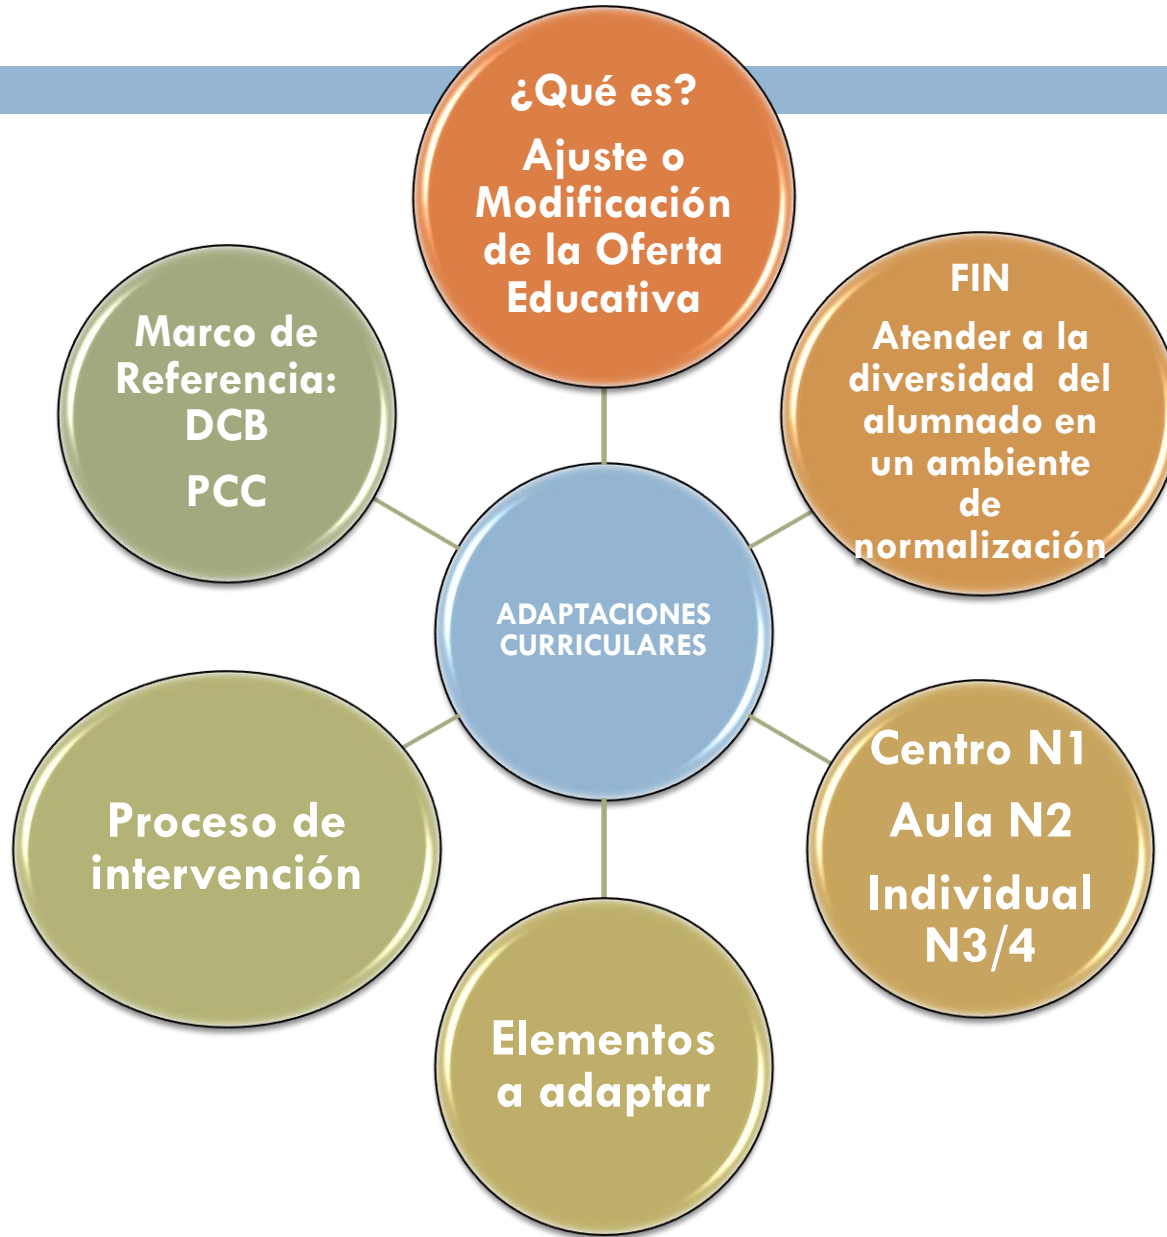 ¿Qué es?
Ajuste o
Modificación
de la Oferta
Educativa
FIN
Atender a la
diversidad del
alumnado en
un ambiente
de
normalización
Centro N1
Aula N2
Individual
N3/4
Elementos
a adaptar
Proceso de
intervención
Marco de
Referencia:
DCB
PCC
ADAPTACIONES
CURRICULARES